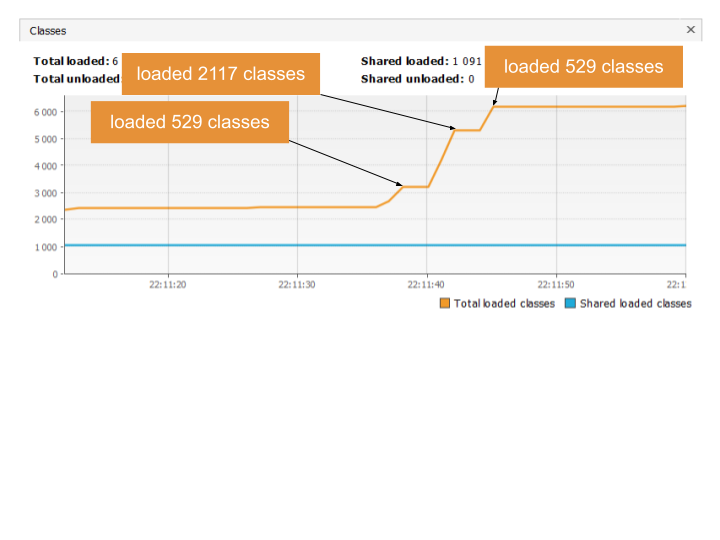 Classes
Total loaded: 6
Shared loaded: 1 091
Total unloaded:
Shared unloaded: 0
loaded 2117 classes
loaded 529 classes
loaded 529 classes
6 000
5 000
4 000
3 000
2 000
1 000
0
22:11:20
22:11:30
22:11:40
22:11:50
22:1
Total loaded classes
Shared loaded classes